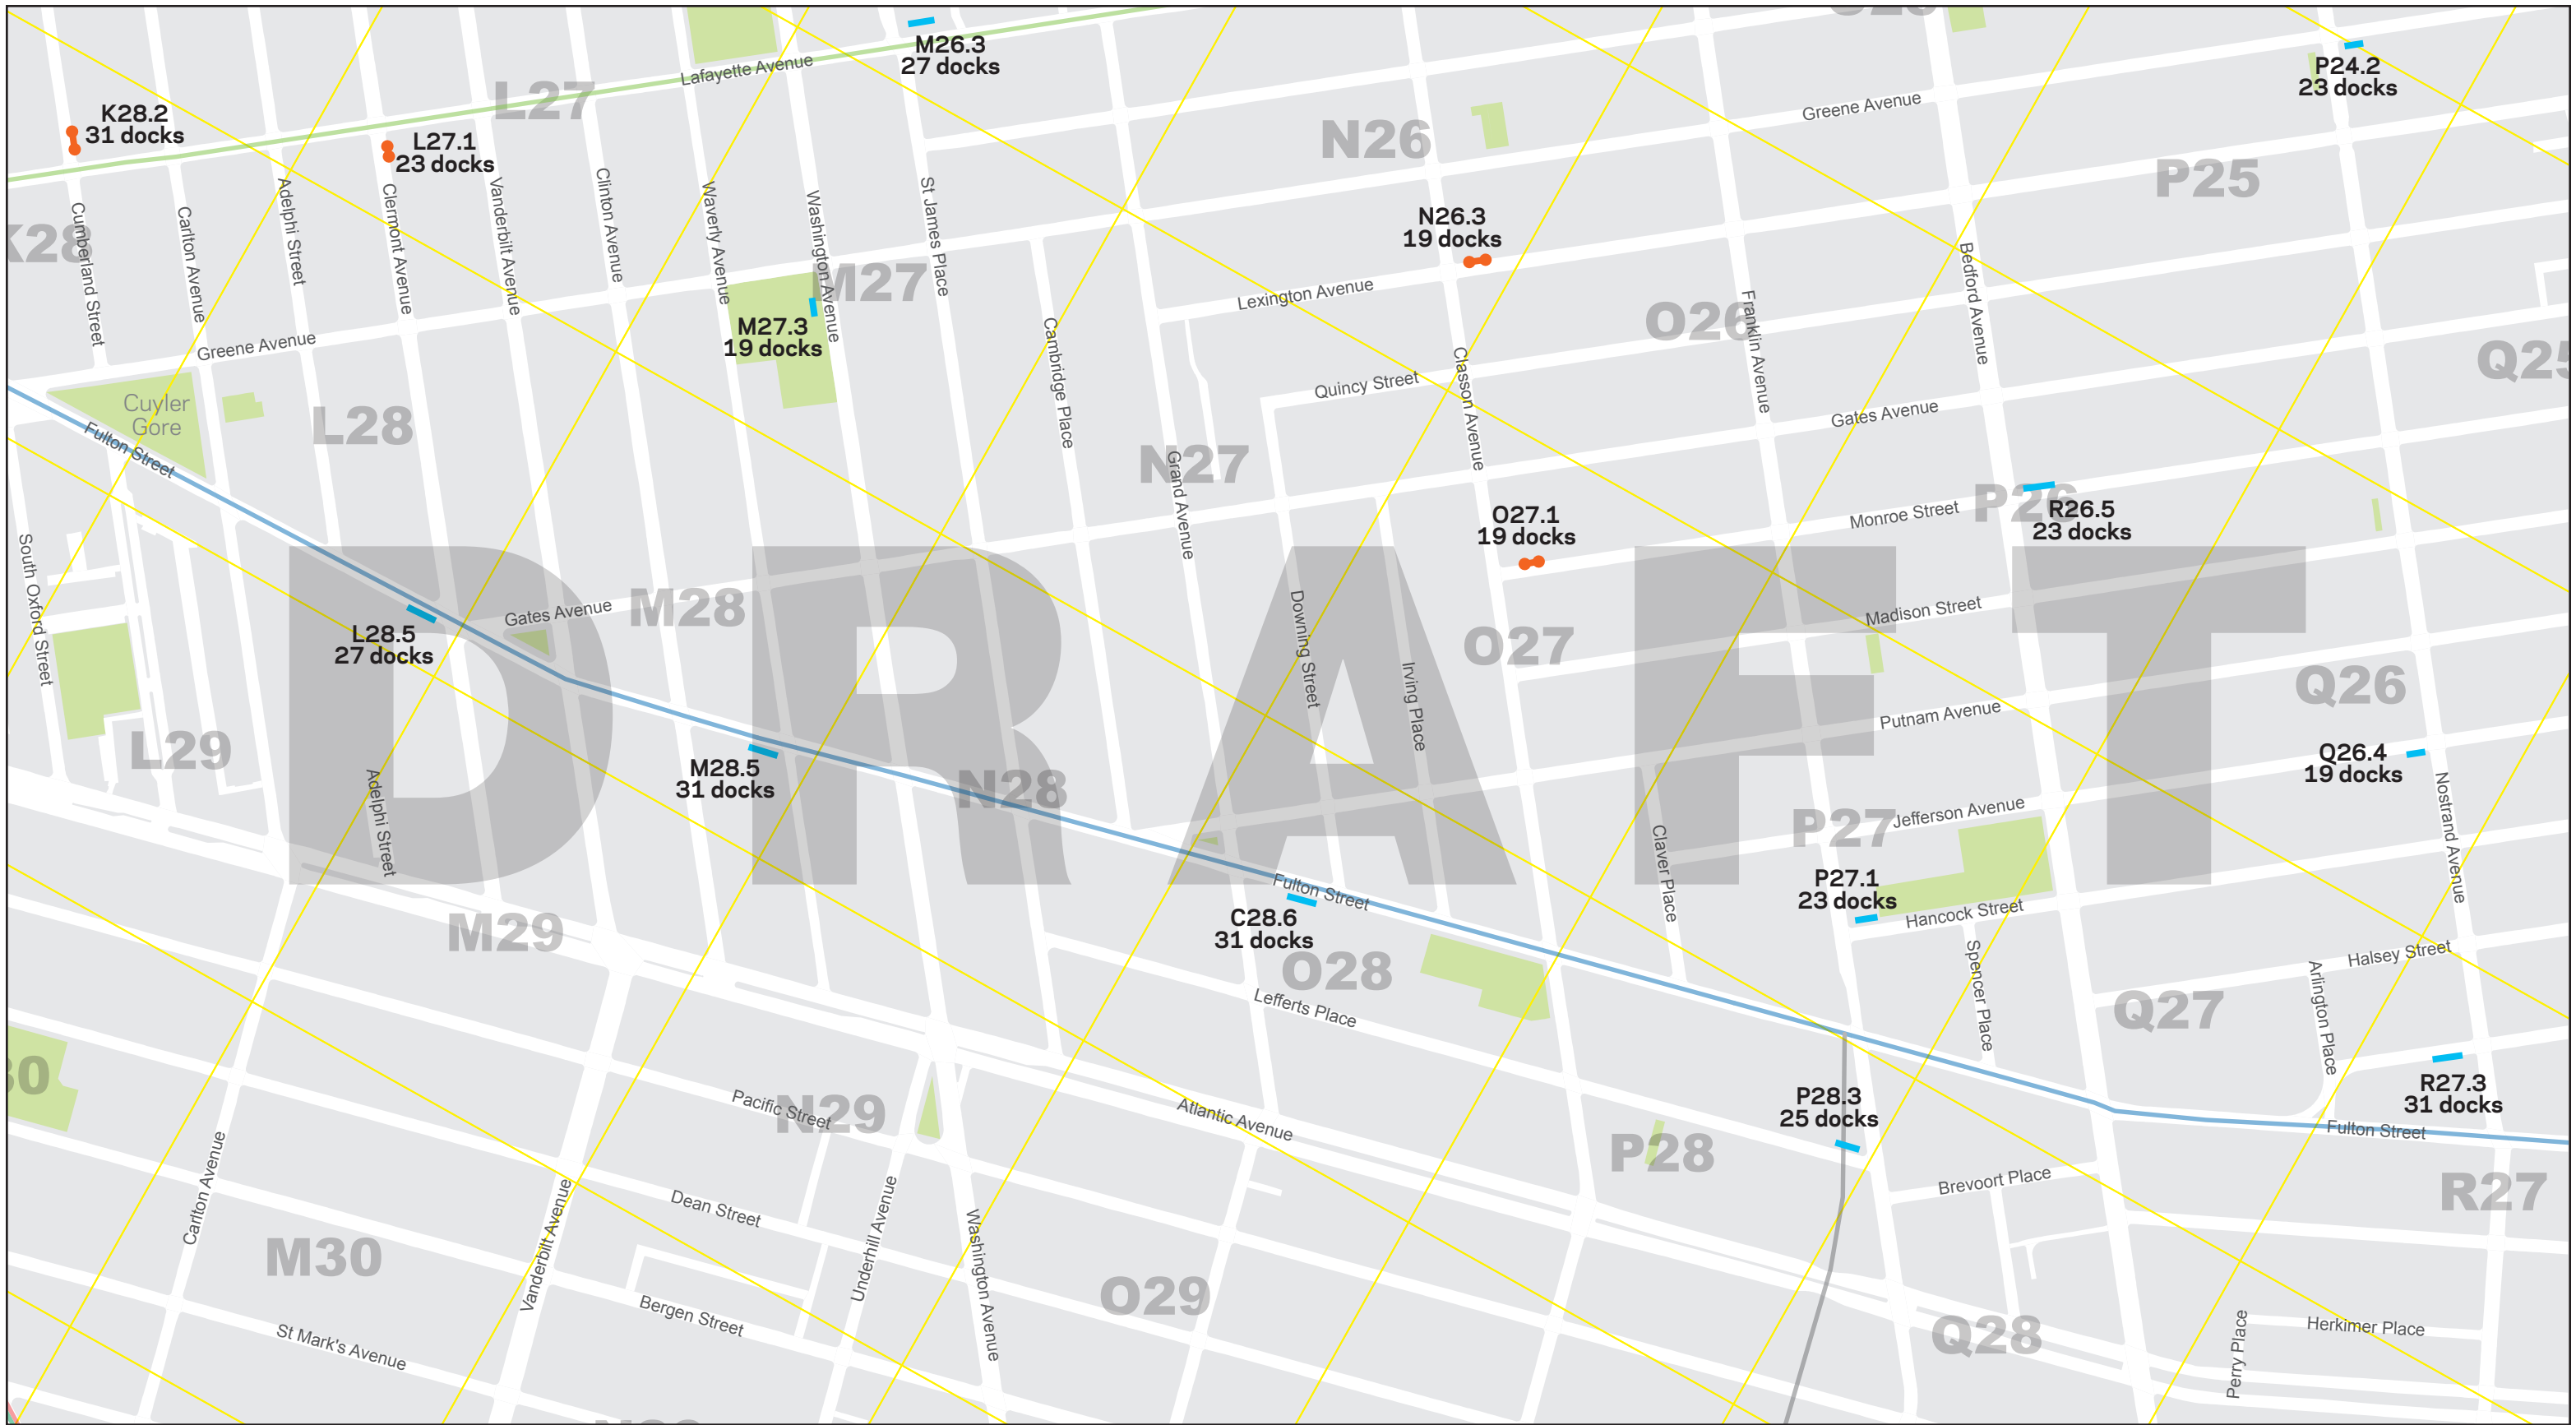 M26.3
27 docks
P24.2
23 docks
Lafayette Avenue
L27
K28.2
31 docks
L27.1
23 docks
N26
Greene Avenue
P25
K28
Cumberland Street
Carlton Avenue
Adelphi Street
Clermont Avenue
Vanderbilt Avenue
Clinton Avenue
Waverly Avenue
Washington Avenue
St James Place
M27
N26.3
19 docks
Lexington Avenue
O26
Franklin Avenue
Bedford Avenue
M27.3
19 docks
Greene Avenue
Cambridge Place
Classon Avenue
Quincy Street
Q25
Cuyler
Gore
Fulton Street
L28
Gates Avenue
N27
Grand Avenue
P26
R26.5
23 docks
Monroe Street
O27.1
19 docks
South Oxford Street
DRAFT
L28.5
27 docks
Gates Avenue
M28
Downing Street
Irving Place
O27
Madison Street
Putnam Avenue
Q26
L29
Adelphi Street
M28.5
31 docks
N28
Q26.4
19 docks
Nostrand Avenue
Jefferson Avenue
P27
Claver Place
P27.1
23 docks
Hancock Street
Fulton Street
C28.6
31 docks
M29
O28
Lefferts Place
Spencer Place
Halsey Street
Arlington Place
Q27
30
R27.3
31 docks
P28.3
25 docks
Pacific Street
N29
Atlantic Avenue
Fulton Street
P28
Brevoort Place
R27
Carlton Avenue
Vanderbilt Avenue
Dean Street
Underhill Avenue
Washington Avenue
M30
O29
Bergen Street
St Mark's Avenue
Q28
Perry Place
Herkimer Place